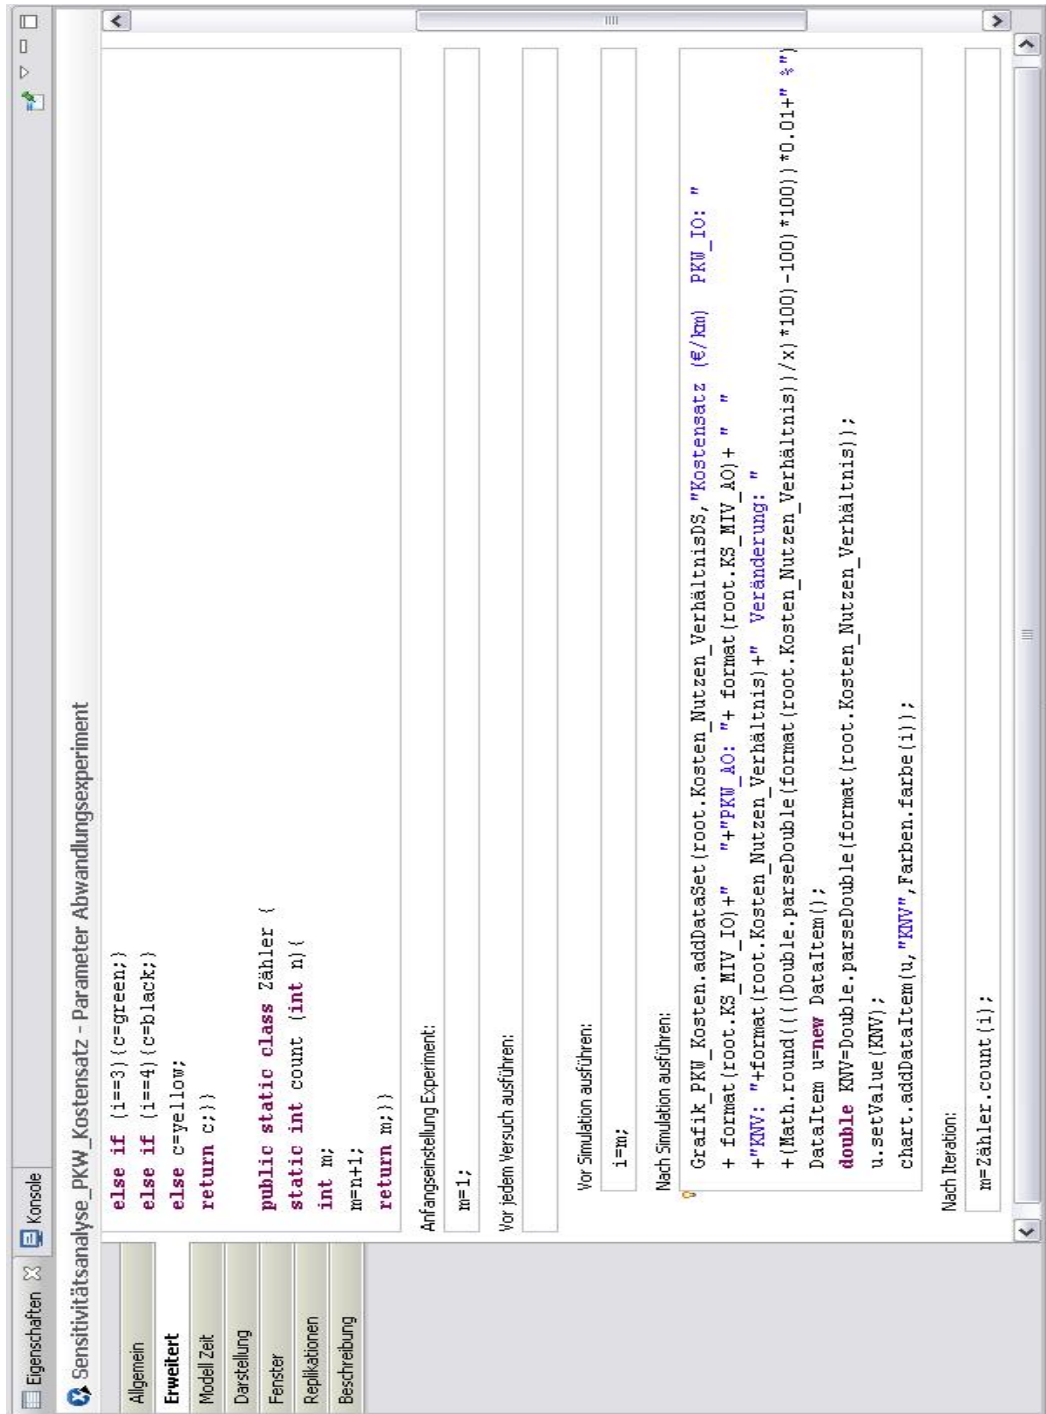 Eigenschaften
Konsole
Sensitivitätsanalyse_PKW_Kostensatz - Parameter Abwandlungsexperiment
Allgemein
Erweitert
Modell Zeit
Darstellung
Fenster
Replikationen
Beschreibung
else if (i==3){c=green;}
else if (i==4){c=black;}
else c=yellow;
return c;}}
public static class Zähler {
static int count (int n){
int m;
m=n+1;
return m;}}
Anfangseinstellung Experiment:
m=1;
Vor jedem Versuch ausführen:
Vor Simulation ausführen:
i=m;
Nach Simulation ausführen:
Grafik_PKW_Kosten.addDataSet(root.Kosten_Nutzen_VerhältnisDS,"Kostensatz (€/km)  PKW_IO: "
+ format(root.KS_MIV_IO)+"   "+"PKW_AO: "+ format(root.KS_MIV_AO)+ "  "
+"KNV: "+format(root.Kosten_Nutzen_Verhältnis)+"  Veränderung: "
+(Math.round((((Double.parseDouble(format(root.Kosten_Nutzen_Verhältnis))/x)*100)-100)*100))*0.01+" %")
DataItem u=new DataItem();
double KNV=Double.parseDouble(format(root.Kosten_Nutzen_Verhältnis));
u.setValue(KNV);
chart.addDataItem(u,"KNV",Farben.farbe(i));
Nach Iteration:
m=Zähler.count(i);